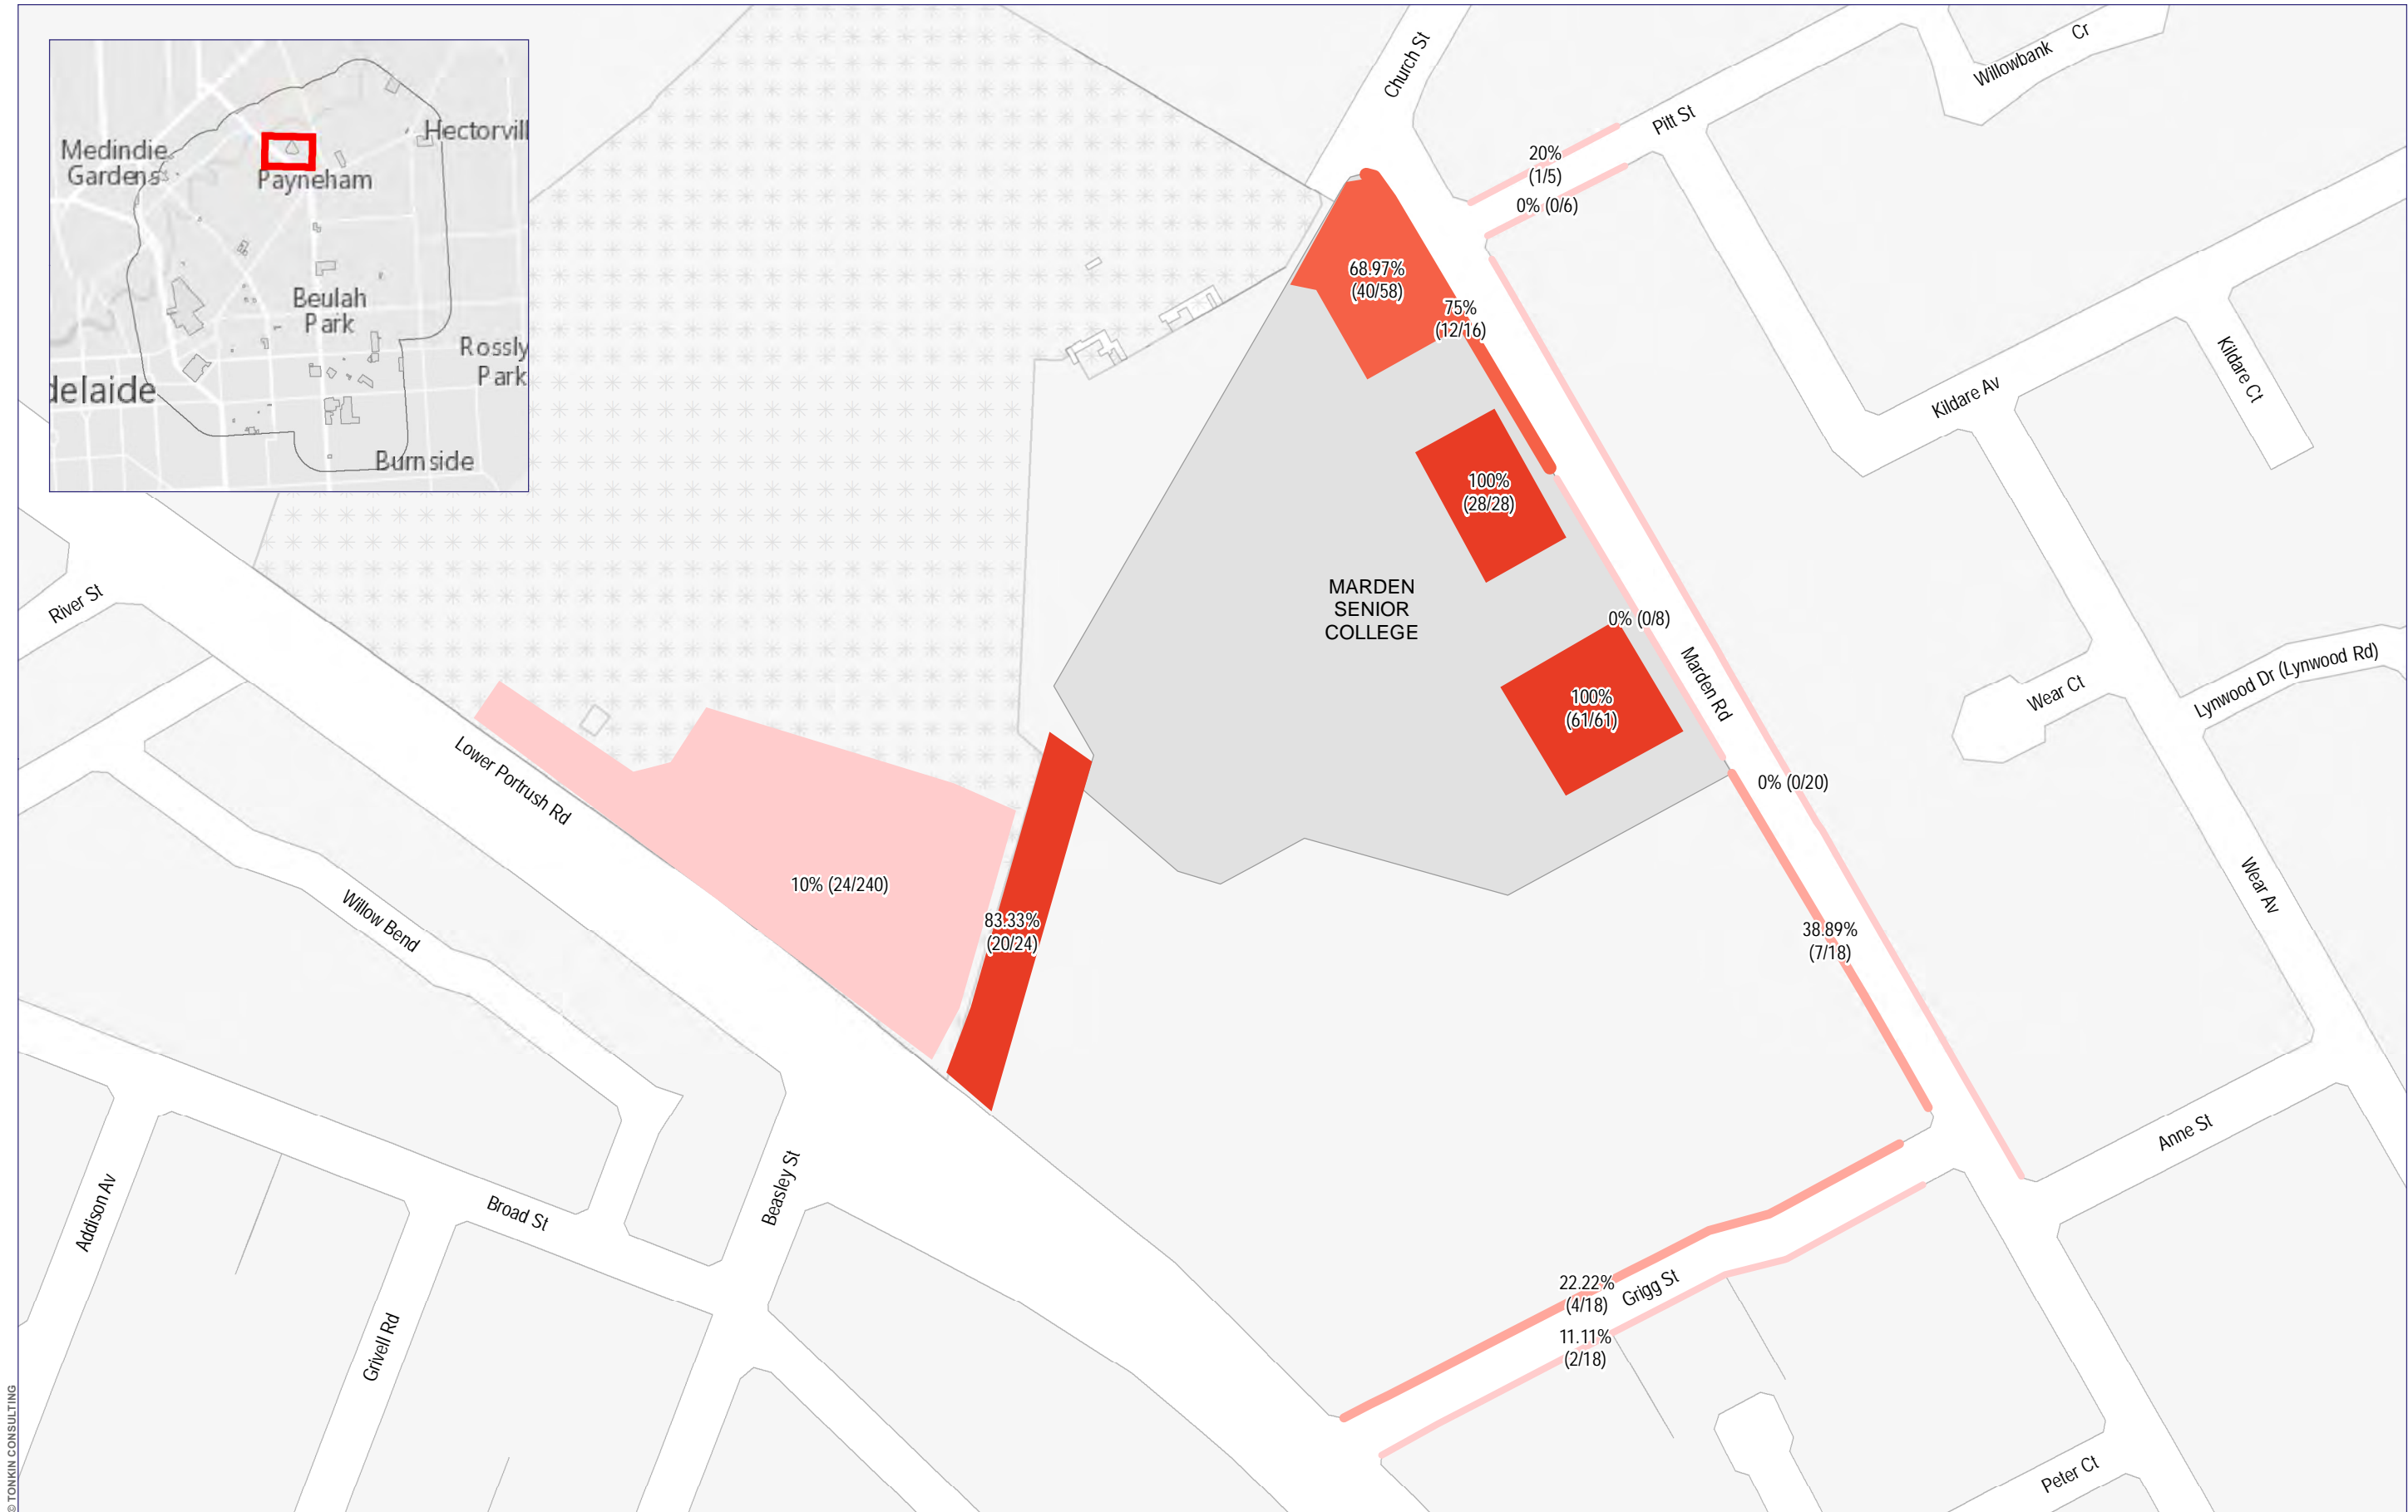 Medindie
Gardens
Hectorvill
Payneham
Beulah
Park
Rossly
Park
delaide
Burnside
Church St
Willowbank Cr
Pitt St
20%
(1/5)
0% (0/6)
68.97%
(40/58)
75%
(12/16)
Kildare Av
Kildare Ct
100%
(28/28)
MARDEN
SENIOR
COLLEGE
0% (0/8)
River St
Marden Rd
100%
(61/61)
Wear Ct
Lynwood Dr (Lynwood Rd)
Lower Portrush Rd
0% (0/20)
10% (24/240)
83.33%
(20/24)
38.89%
(7/18)
Wear Av
Willow Bend
Anne St
Addison Av
Broad St
Beasley St
22.22%
(4/18)
Grigg St
11.11%
(2/18)
Grivell Rd
Peter Ct
© TONKIN CONSULTING